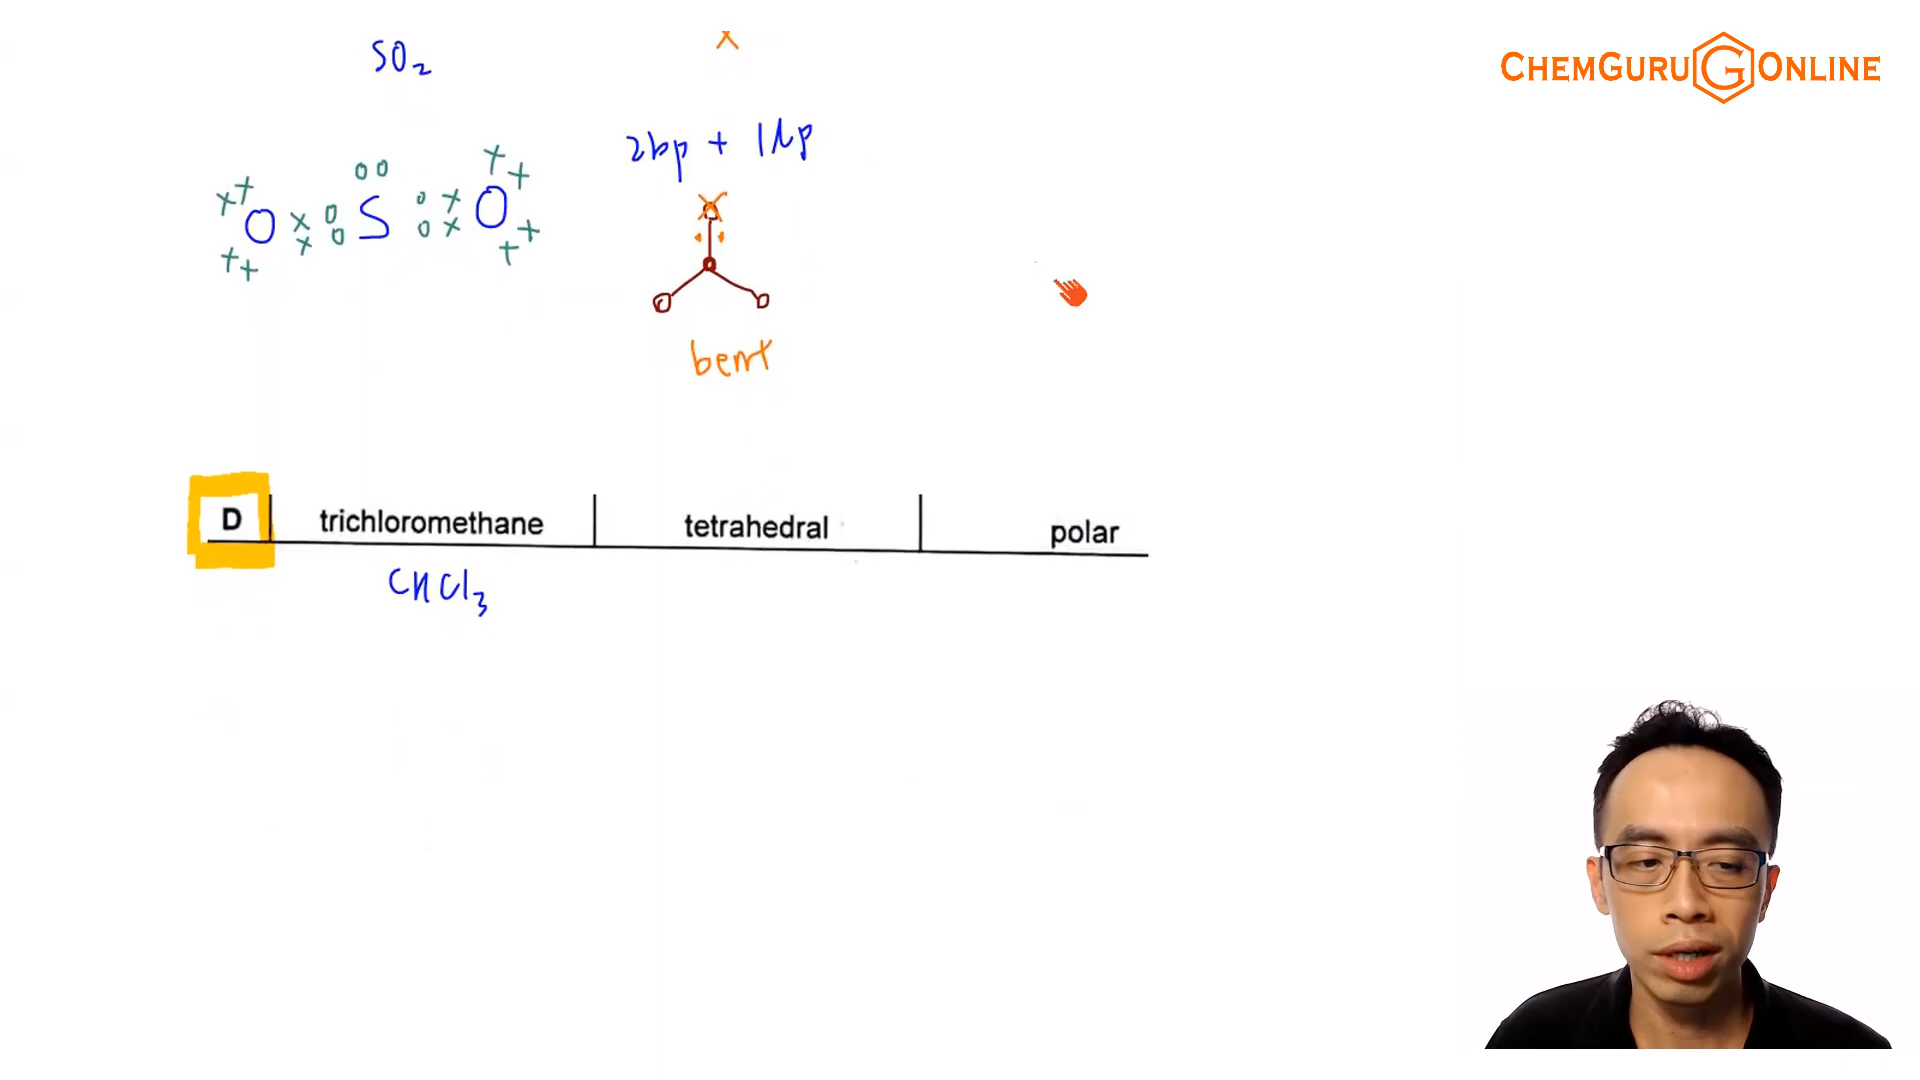 CHEMGURU G ONLINE
SO₂
x
2bp + 1lp
O S O
bent
D trichloromethane tetrahedral polar
CHCl₃